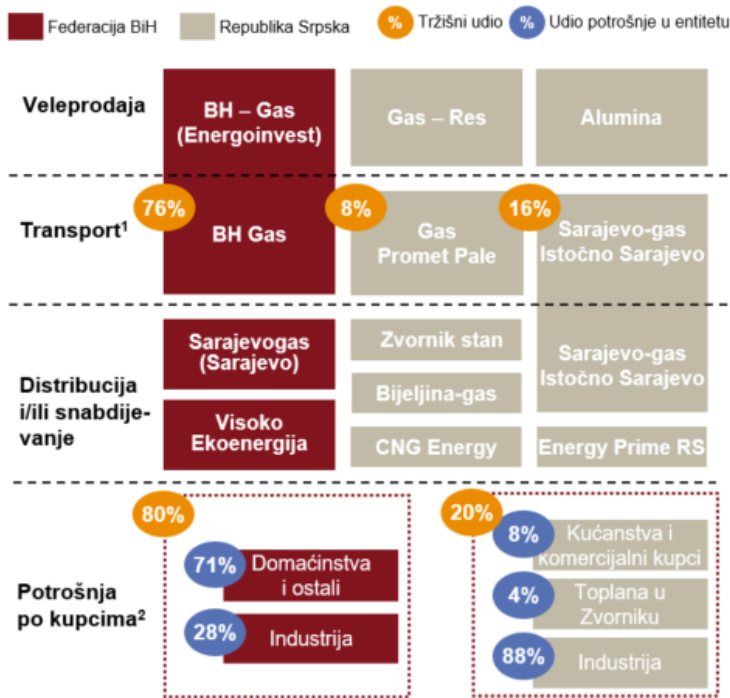 Federacija BiH
Republika Srpska
% Tržišni udio
% Udio potrošnje u entitetu
Veleprodaja
BH – Gas
(Energoinvest)
Gas – Res
Alumina
Transport¹
76%
BH Gas
8%
Gas
Promet Pale
16%
Sarajevo-gas
Istočno Sarajevo
Distribucija
i/ili snabdije-
vanje
Sarajevogas
(Sarajevo)
Visoko
Ekoenergija
Zvornik stan
Bijeljina-gas
CNG Energy
Sarajevo-gas
Istočno Sarajevo
Energy Prime RS
Potrošnja
po kupcima²
80%
71%
Domaćinstva
i ostali
28%
Industrija
20%
8%
Kućanstva i
komercijalni kupci
4%
Toplana u
Zvorniku
88%
Industrija